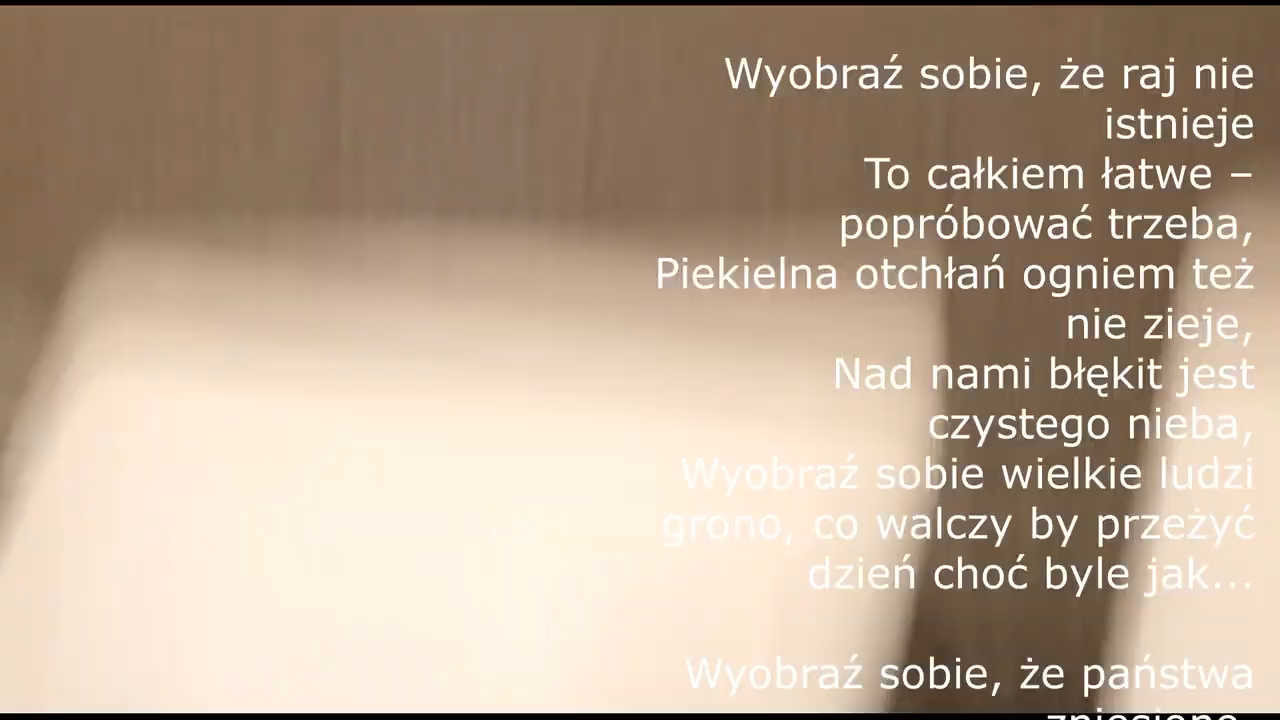 Wyobraź sobie, że raj nie
istnieje
To całkiem łatwe –
popróbować trzeba,
Piekielna otchłań ogniem też
nie zieje,
Nad nami błękit jest
czystego nieba,
Wyobraź sobie wielkie ludzi
grono, co walczy by przeżyć
dzień choć byle jak...
Wyobraź sobie, że państwa